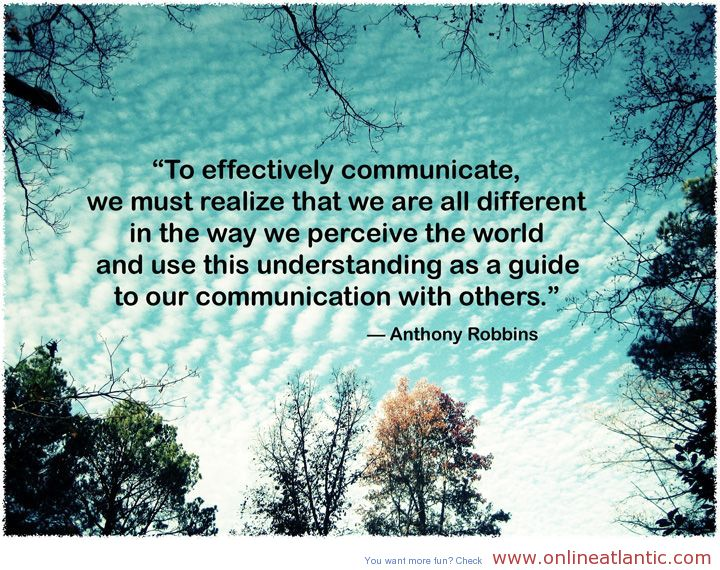 “To effectively communicate,
we must realize that we are all different
in the way we perceive the world
and use this understanding as a guide
to our communication with others.”
— Anthony Robbins
You want more fun? Check www.onlineatlantic.com